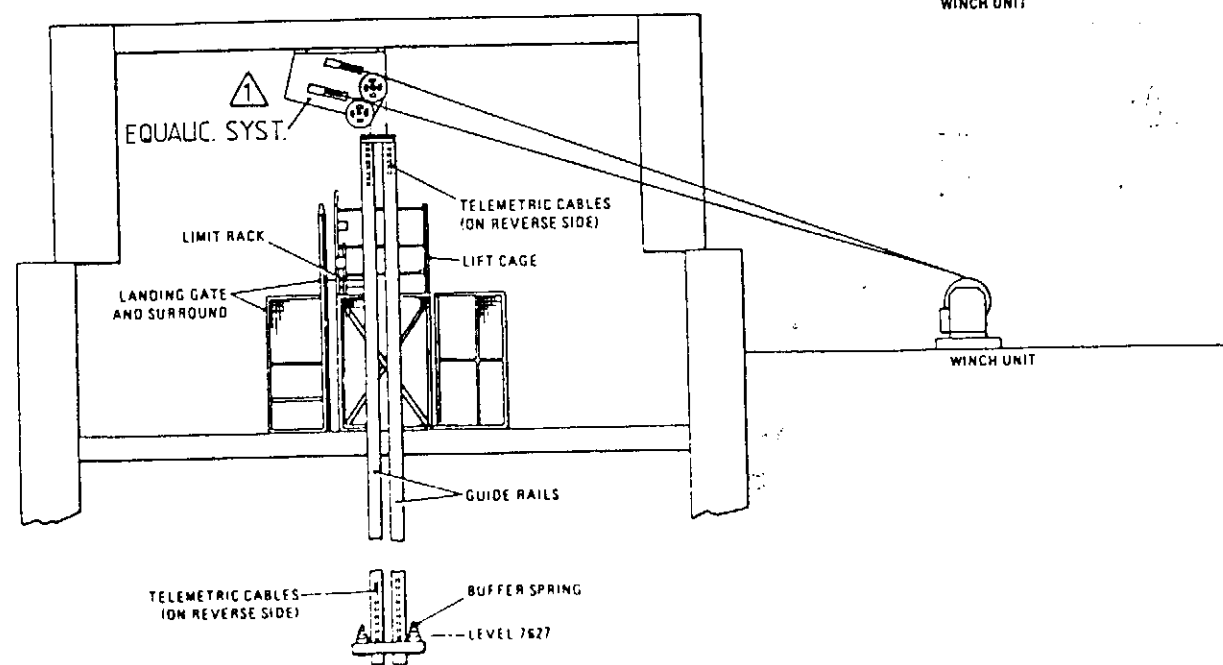 WINCH UNIT
1
EQUALIC. SYST.
TELEMETRIC CABLES
(ON REVERSE SIDE)
LIMIT RACK
LIFT CAGE
LANDING GATE
AND SURROUND
WINCH UNIT
GUIDE RAILS
TELEMETRIC CABLES
(ON REVERSE SIDE)
BUFFER SPRING
LEVEL 7627